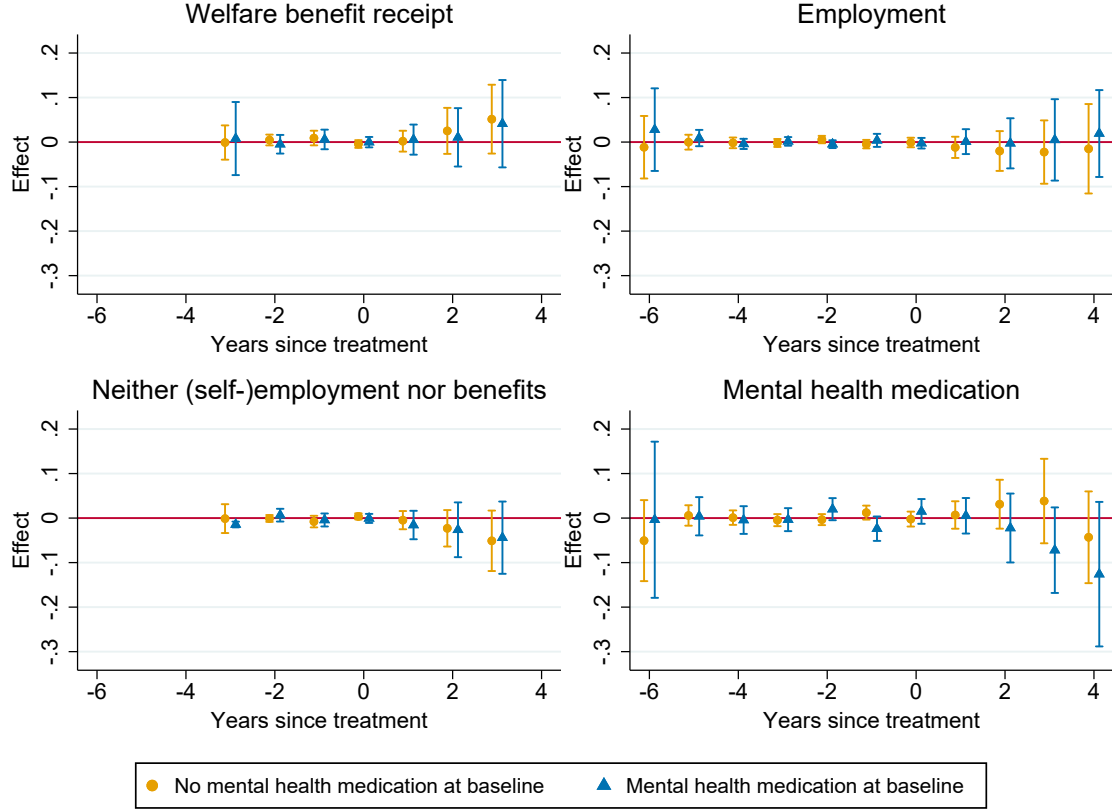 Welfare benefit receipt
Effect
.2
.1
0
-.1
-.2
-.3
-6 -4 -2 0 2 4
Years since treatment
Employment
Effect
.2
.1
0
-.1
-.2
-.3
-6 -4 -2 0 2 4
Years since treatment
Neither (self-)employment nor benefits
Effect
.2
.1
0
-.1
-.2
-.3
-6 -4 -2 0 2 4
Years since treatment
Mental health medication
Effect
.2
.1
0
-.1
-.2
-.3
-6 -4 -2 0 2 4
Years since treatment
No mental health medication at baseline
Mental health medication at baseline